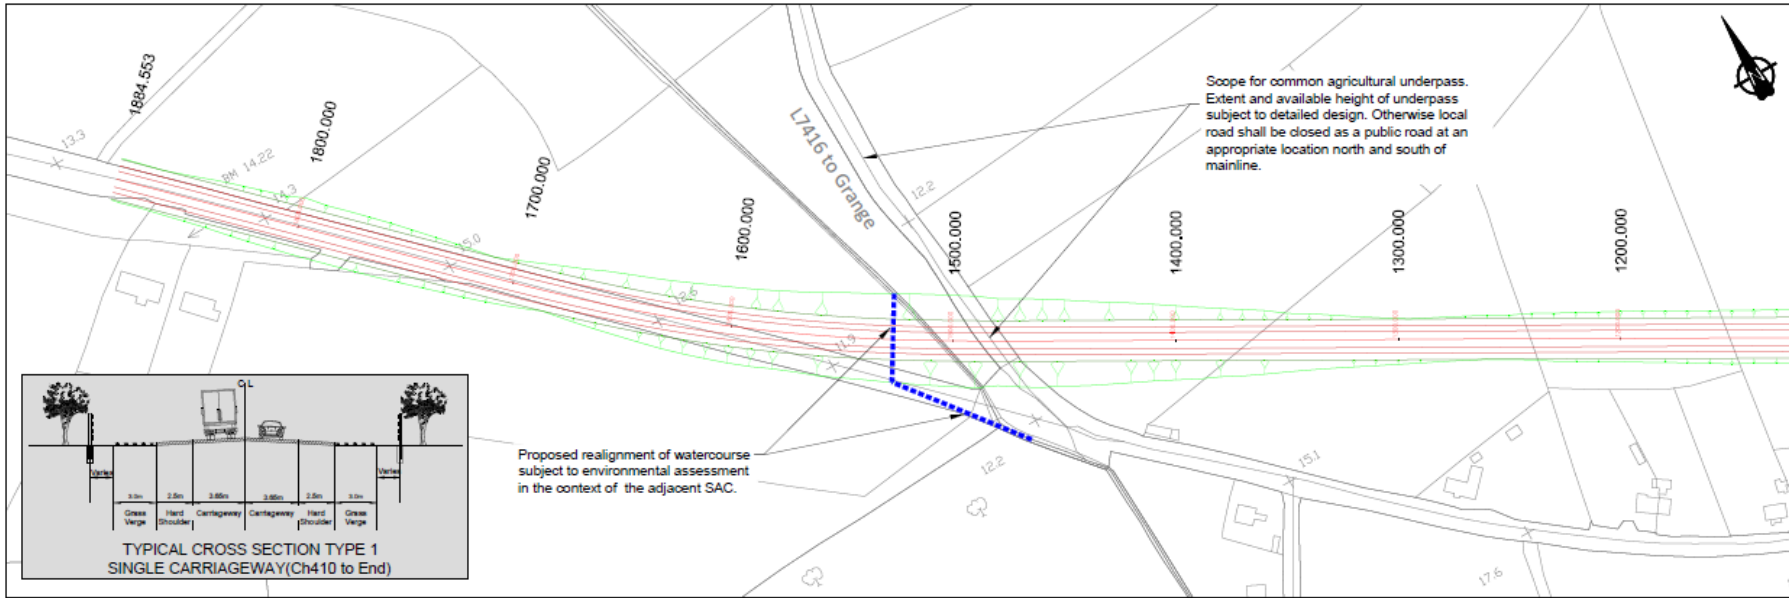 1884.553
1800.000
1700.000
1600.000
1500.000
1400.000
1300.000
1200.000
13.3
BM 14.22
14.3
15.0
12.6
11.9
12.2
12.2
15.1
17.6
L7416 to Grange
Scope for common agricultural underpass.
Extent and available height of underpass
subject to detailed design. Otherwise local
road shall be closed as a public road at an
appropriate location north and south of
mainline.
Proposed realignment of watercourse
subject to environmental assessment
in the context of the adjacent SAC.
C L
Varies
Varies
3.0m
2.5m
3.65m
3.65m
2.5m
3.0m
Grass
Verge
Hard
Shoulder
Carriageway
Carriageway
Hard
Shoulder
Grass
Verge
TYPICAL CROSS SECTION TYPE 1
SINGLE CARRIAGEWAY(Ch410 to End)